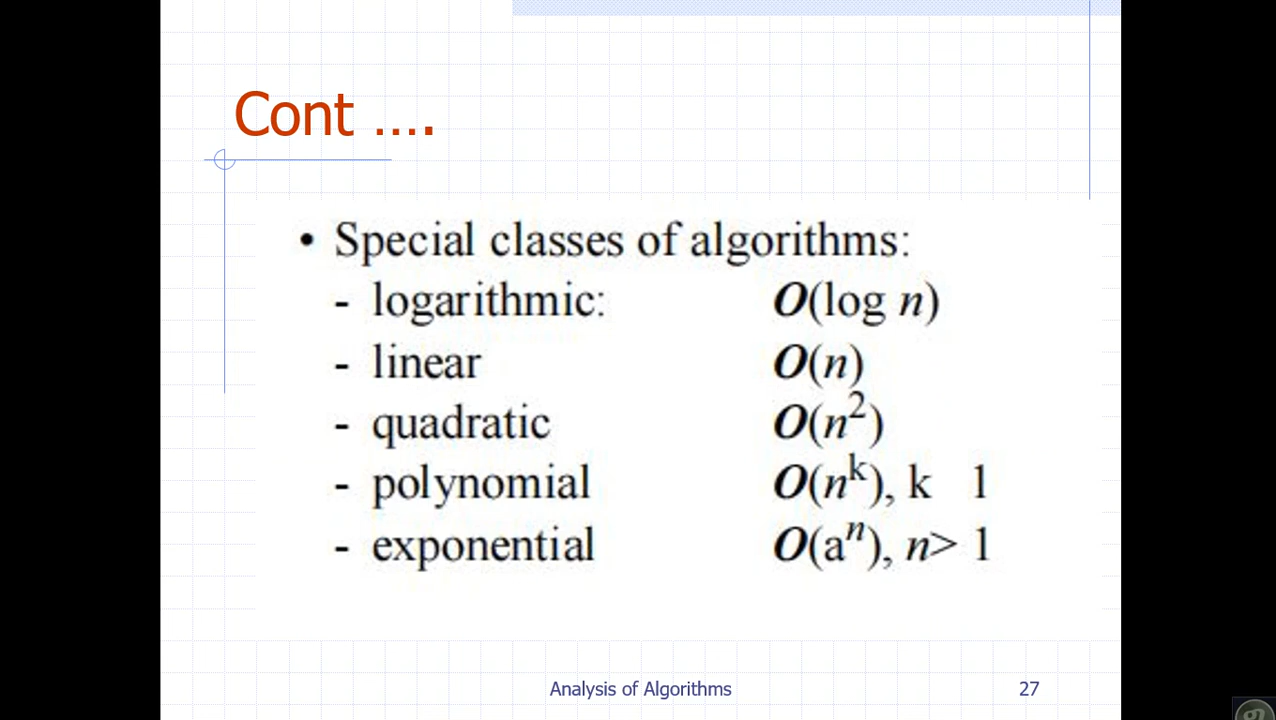 Cont ....
• Special classes of algorithms:
- logarithmic: O(log n)
- linear O(n)
- quadratic O(n²)
- polynomial O(nᵏ), k 1
- exponential O(aⁿ), n> 1
Analysis of Algorithms 27